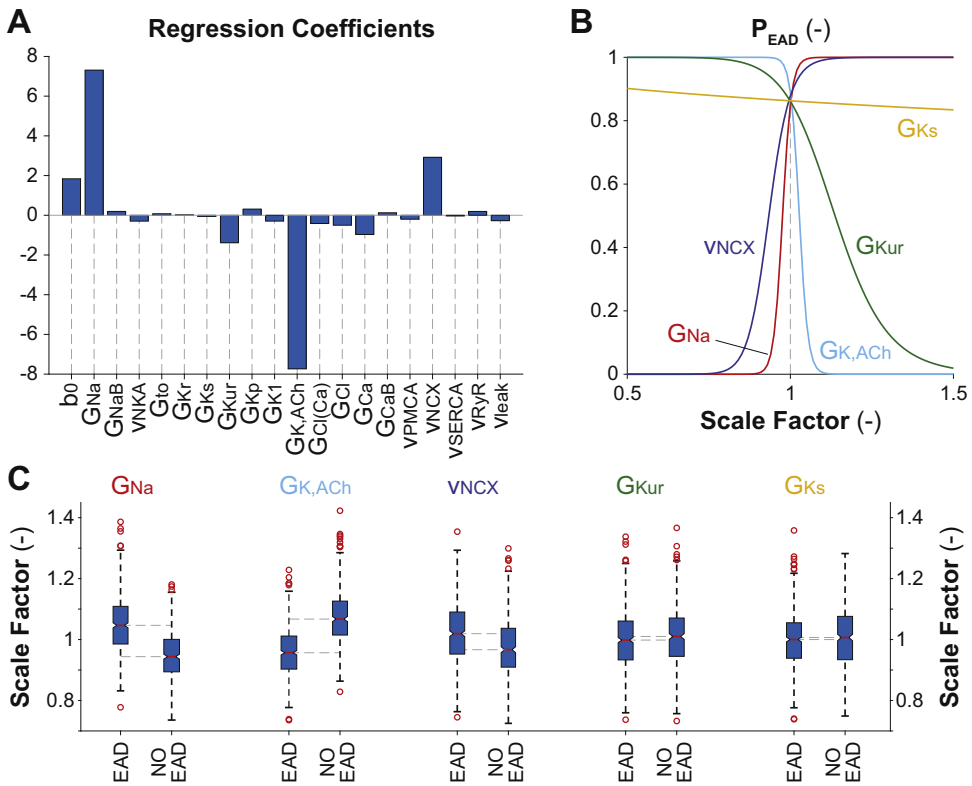 A
Regression Coefficients
8
6
4
2
0
-2
-4
-6
-8
b0
GNa
GNaB
vNKA
Gto
GKr
GKs
GKur
GKp
GK1
GK,ACh
GCl(Ca)
GCl
GCa
GCaB
vPMCA
vNCX
vSERCA
vRyR
vleak
B
PEAD (-)
1
0.8
0.6
0.4
0.2
0
GKs
vNCX
GKur
GNa
GK,ACh
0.5
1
1.5
Scale Factor (-)
C
GNa
GK,ACh
vNCX
GKur
GKs
Scale Factor (-)
1.4
1.2
1
0.8
1.4
1.2
1
0.8
Scale Factor (-)
EAD
NO
EAD
EAD
NO
EAD
EAD
NO
EAD
EAD
NO
EAD
EAD
NO
EAD